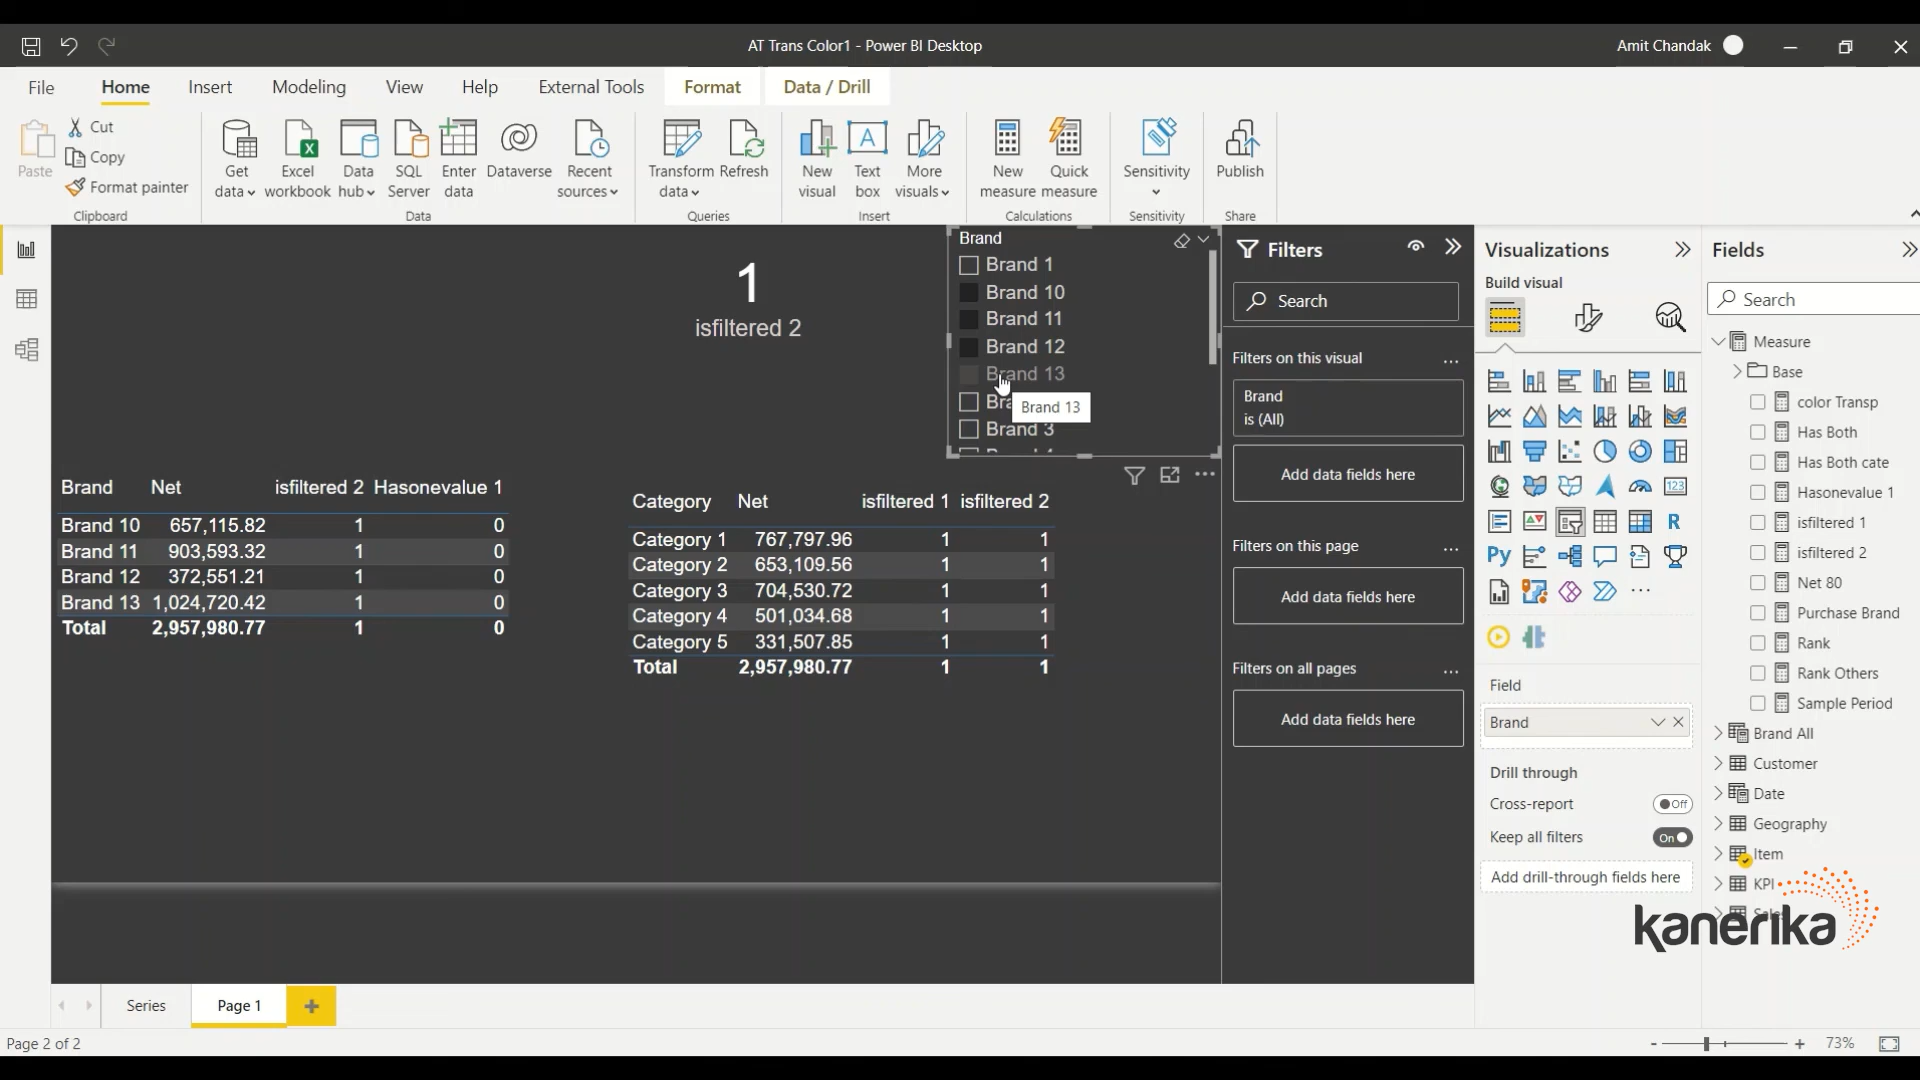 AT Trans Color1 - Power BI Desktop
Amit Chandak
File
Home
Insert
Modeling
View
Help
External Tools
Format
Data / Drill
Paste
Cut
Copy
Format painter
Clipboard
Get data
Excel workbook
Data hub
SQL Server
Enter data
Dataverse
Recent sources
Data
Transform data
Refresh
Queries
New visual
Text box
More visuals
Insert
New measure
Quick measure
Calculations
Sensitivity
Sensitivity
Publish
Share
1
isfiltered 2
Brand
Brand 1
Brand 10
Brand 11
Brand 12
Brand 13
Brand 13
Brand 3
Brand Net isfiltered 2 Hasonevalue 1
Brand 10 657,115.82 1 0
Brand 11 903,593.32 1 0
Brand 12 372,551.21 1 0
Brand 13 1,024,720.42 1 0
Total 2,957,980.77 1 0
Category Net isfiltered 1 isfiltered 2
Category 1 767,797.96 1 1
Category 2 653,109.56 1 1
Category 3 704,530.72 1 1
Category 4 501,034.68 1 1
Category 5 331,507.85 1 1
Total 2,957,980.77 1 1
Filters
Search
Filters on this visual
Brand
is (All)
Add data fields here
Filters on this page
Add data fields here
Filters on all pages
Add data fields here
Visualizations
Build visual
123
R
Py
Field
Brand
Drill through
Cross-report
Off
Keep all filters
On
Add drill-through fields here
Fields
Search
Measure
Base
color Transp
Has Both
Has Both cate
Hasonevalue 1
isfiltered 1
isfiltered 2
Net 80
Purchase Brand
Rank
Rank Others
Sample Period
Brand All
Customer
Date
Geography
Item
KPI
kanerika
Series
Page 1
Page 2 of 2
- + 73%